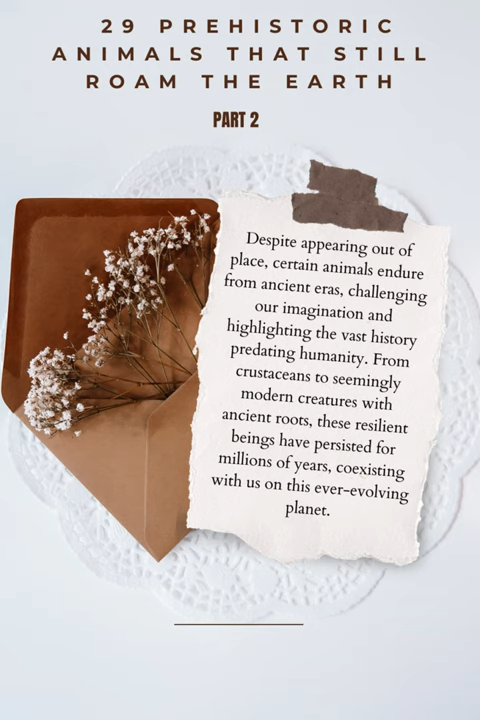 29 PREHISTORIC
ANIMALS THAT STILL
ROAM THE EARTH
PART 2
Despite appearing out of
place, certain animals endure
from ancient eras, challenging
our imagination and
highlighting the vast history
predating humanity. From
crustaceans to seemingly
modern creatures with
ancient roots, these resilient
beings have persisted for
millions of years, coexisting
with us on this ever-evolving
planet.